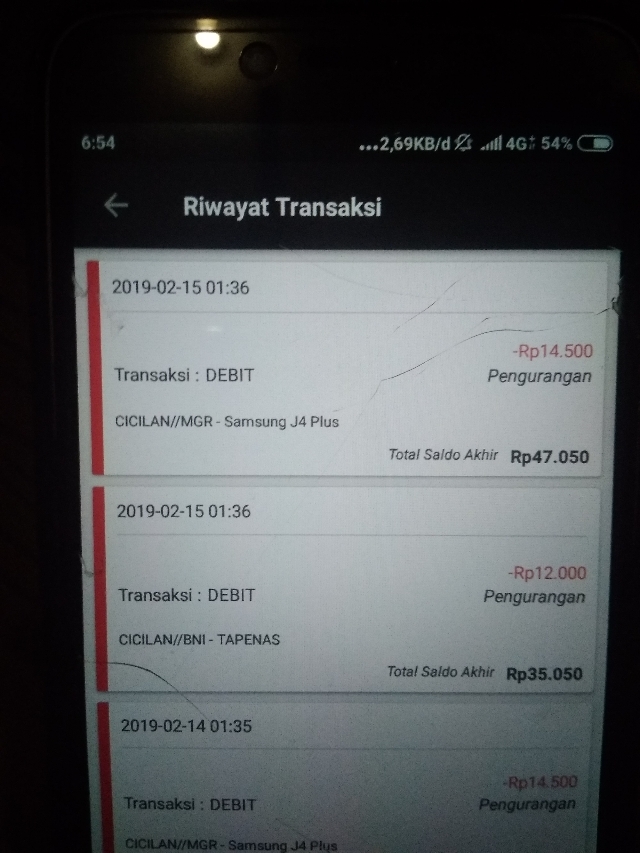 6:54 ...2,69KB/d 4G 54%
Riwayat Transaksi
2019-02-15 01:36
-Rp14.500
Transaksi : DEBIT Pengurangan
CICILAN//MGR - Samsung J4 Plus
Total Saldo Akhir Rp47.050
2019-02-15 01:36
-Rp12.000
Transaksi : DEBIT Pengurangan
CICILAN//BNI - TAPENAS
Total Saldo Akhir Rp35.050
2019-02-14 01:35
-Rp14.500
Transaksi : DEBIT Pengurangan
CICILAN//MGR - Samsung J4 Plus